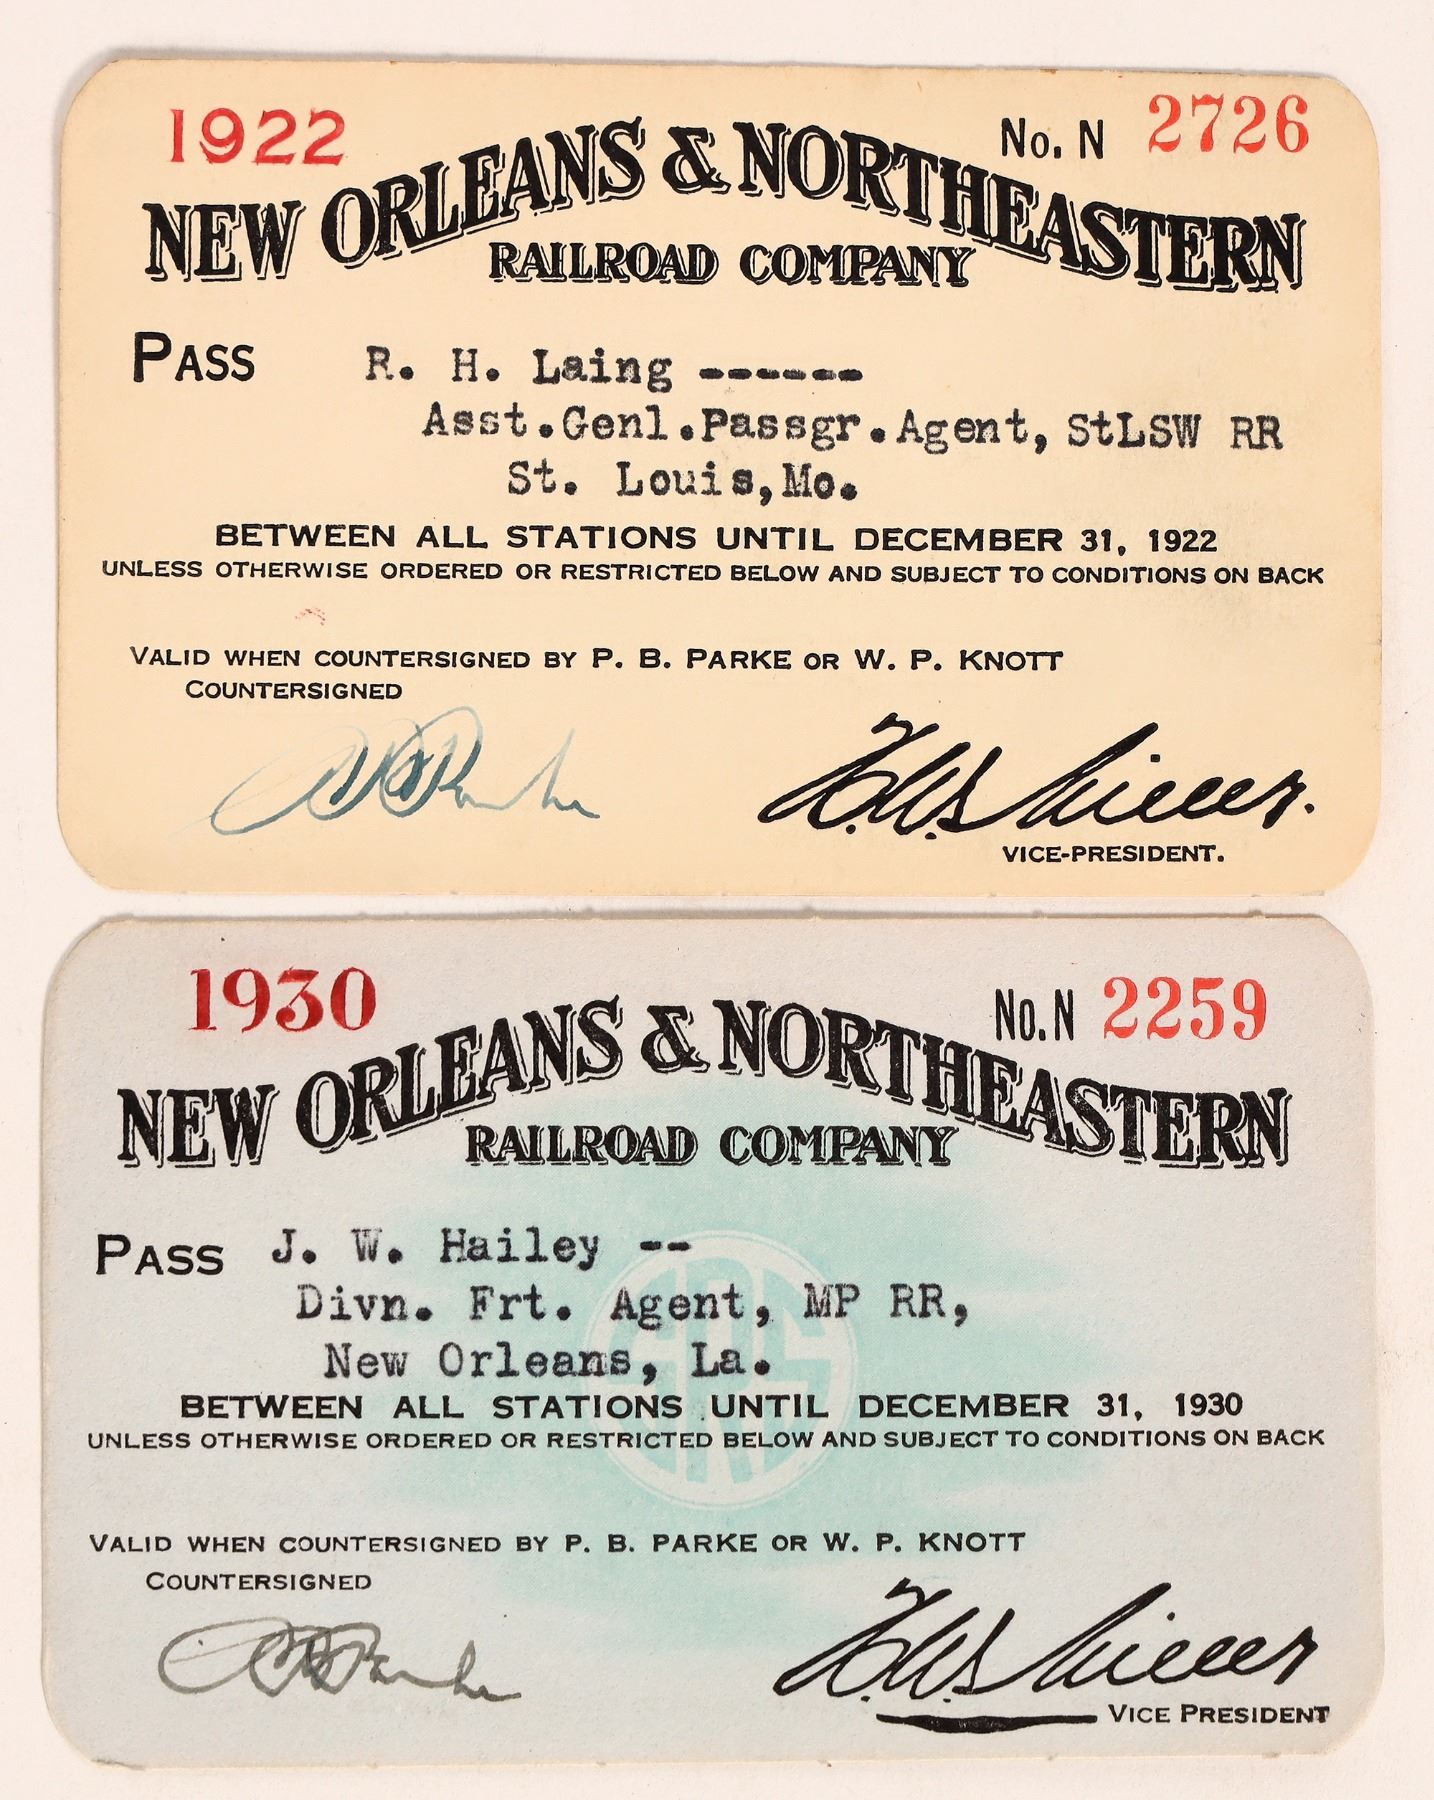 1922 No. N 2726
NEW ORLEANS & NORTHEASTERN
RAILROAD COMPANY
PASS R. H. Laing ------
Asst.Genl.Passgr.Agent, StLSW RR
St. Louis,Mo.
BETWEEN ALL STATIONS UNTIL DECEMBER 31, 1922
UNLESS OTHERWISE ORDERED OR RESTRICTED BELOW AND SUBJECT TO CONDITIONS ON BACK
VALID WHEN COUNTERSIGNED BY P. B. PARKE OR W. P. KNOTT
COUNTERSIGNED
P B Parke
VICE-PRESIDENT.
1930 No. N 2259
NEW ORLEANS & NORTHEASTERN
RAILROAD COMPANY
PASS J. W. Hailey --
Divn. Frt. Agent, MP RR,
New Orleans, La.
BETWEEN ALL STATIONS UNTIL DECEMBER 31, 1930
UNLESS OTHERWISE ORDERED OR RESTRICTED BELOW AND SUBJECT TO CONDITIONS ON BACK
VALID WHEN COUNTERSIGNED BY P. B. PARKE OR W. P. KNOTT
COUNTERSIGNED
P B Parke
VICE PRESIDENT